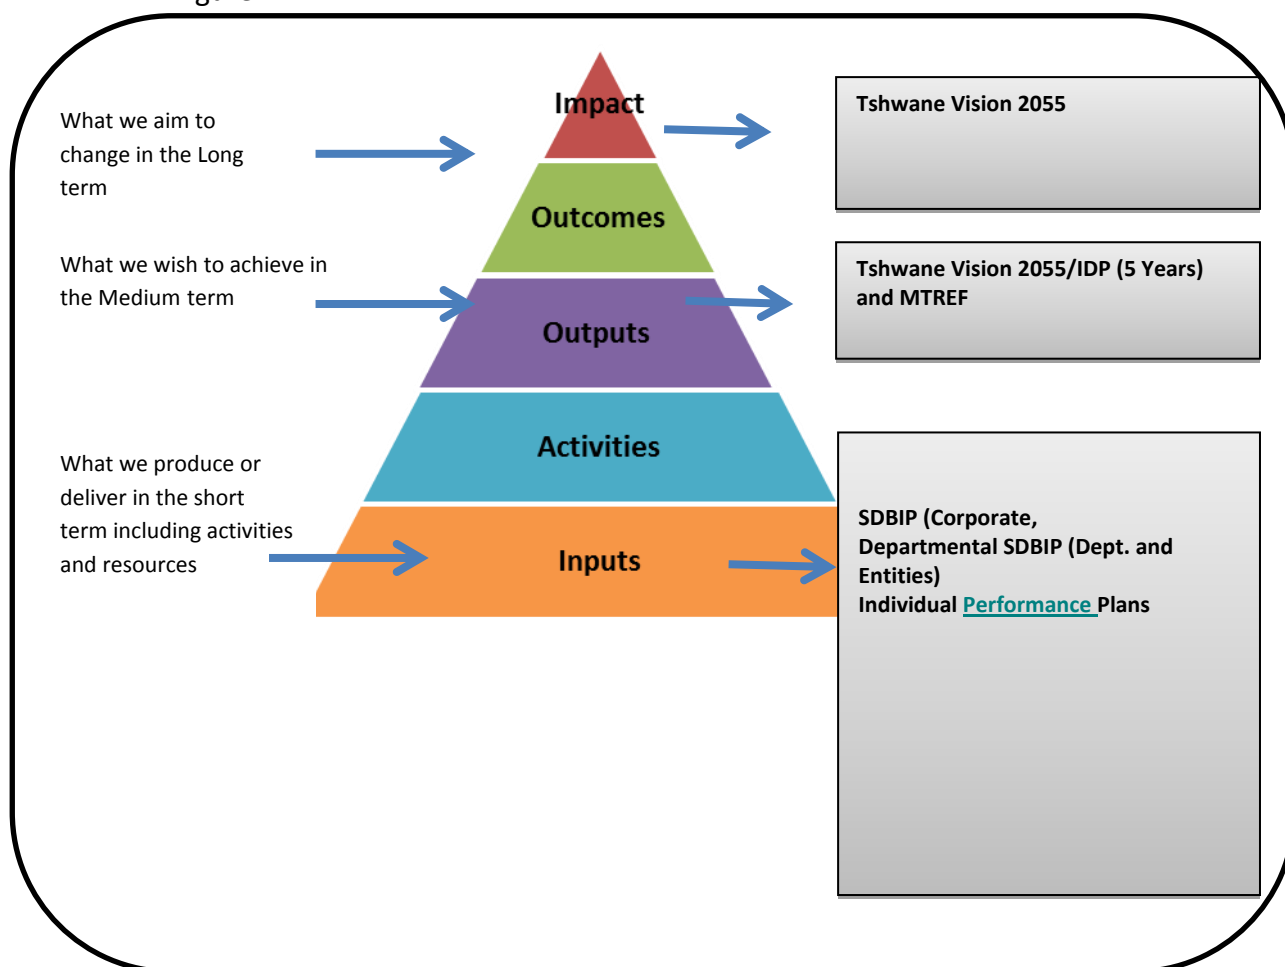 What we aim to
change in the Long
term
Impact
Tshwane Vision 2055
Outcomes
What we wish to achieve in
the Medium term
Tshwane Vision 2055/IDP (5 Years)
and MTREF
Outputs
Activities
What we produce or
deliver in the short
term including activities
and resources
Inputs
SDBIP (Corporate,
Departmental SDBIP (Dept. and
Entities)
Individual Performance Plans